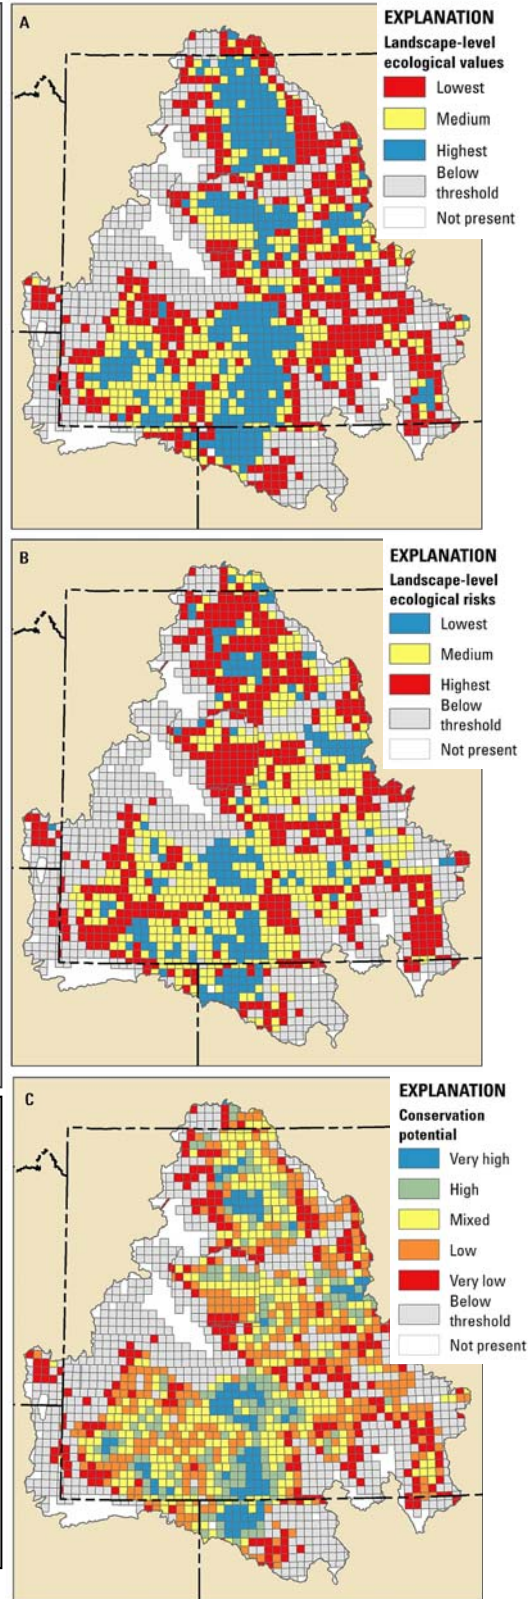 A
EXPLANATION
Landscape-level
ecological values
Lowest
Medium
Highest
Below
threshold
Not present
B
EXPLANATION
Landscape-level
ecological risks
Lowest
Medium
Highest
Below
threshold
Not present
C
EXPLANATION
Conservation
potential
Very high
High
Mixed
Low
Very low
Below
threshold
Not present